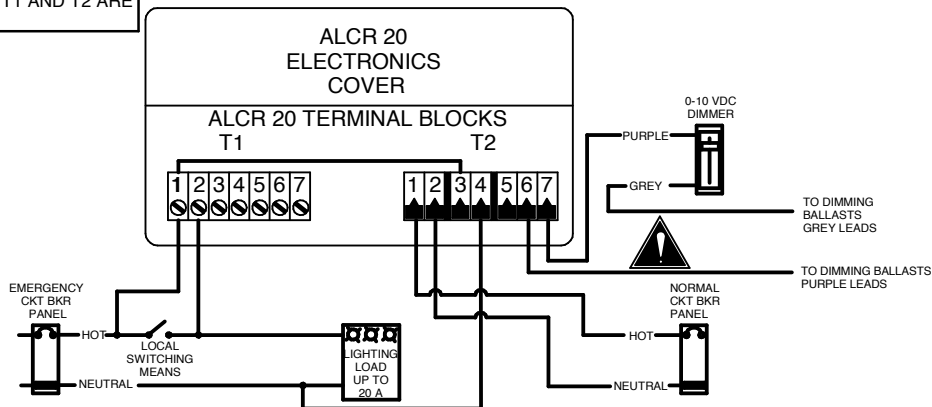 T1 AND T2 ARE
ALCR 20
ELECTRONICS
COVER
ALCR 20 TERMINAL BLOCKS
T1
T2
1 2 3 4 5 6 7
1 2 3 4 5 6 7
0-10 VDC
DIMMER
PURPLE
GREY
TO DIMMING
BALLASTS
GREY LEADS
TO DIMMING BALLASTS
PURPLE LEADS
EMERGENCY
CKT BKR
PANEL
HOT
LOCAL
SWITCHING
MEANS
NEUTRAL
LIGHTING
LOAD
UP TO
20 A
NORMAL
CKT BKR
PANEL
HOT
NEUTRAL